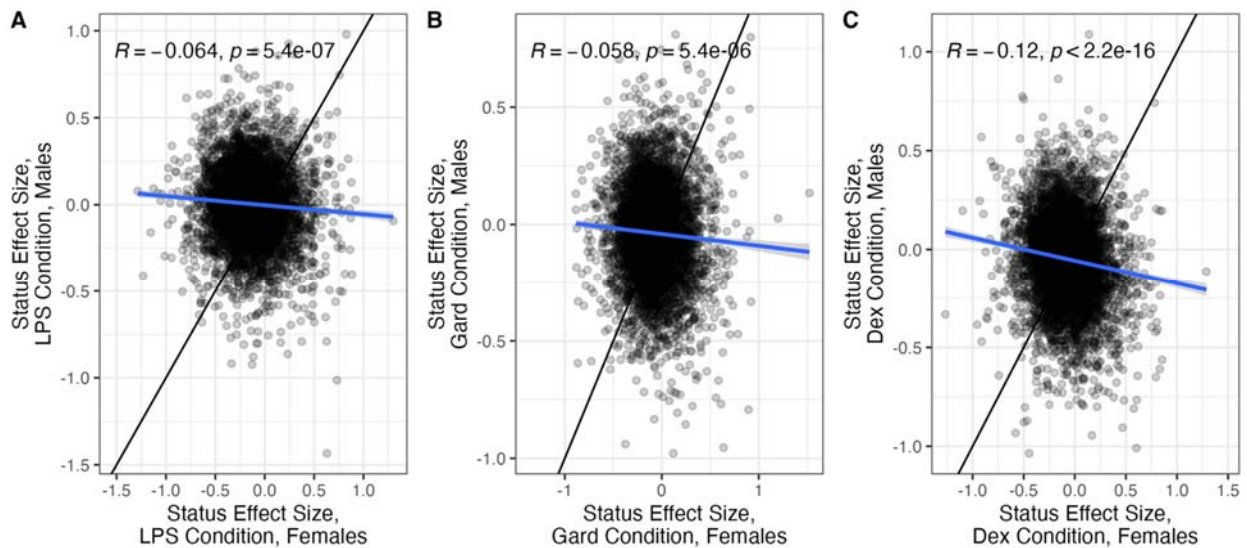 A
R = −0.064, p = 5.4e-07
1.0
0.5
0.0
-0.5
-1.0
-1.5
-1.5 -1.0 -0.5 0.0 0.5 1.0
Status Effect Size,
LPS Condition, Males
Status Effect Size,
LPS Condition, Females
B
R = −0.058, p = 5.4e-06
0.5
0.0
-0.5
-1.0
-1 0 1
Status Effect Size,
Gard Condition, Males
Status Effect Size,
Gard Condition, Females
C
R = −0.12, p < 2.2e-16
1.0
0.5
0.0
-0.5
-1.0
-1.0 -0.5 0.0 0.5 1.0 1.5
Status Effect Size,
Dex Condition, Males
Status Effect Size,
Dex Condition, Females